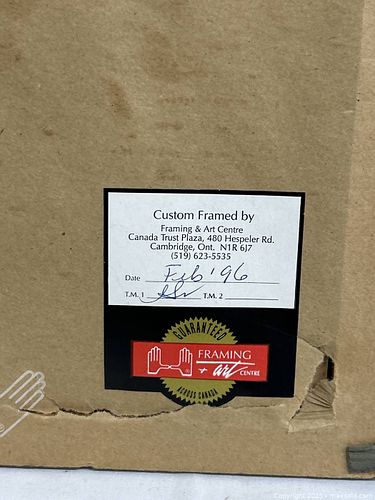 Custom Framed by
Framing & Art Centre
Canada Trust Plaza, 480 Hespeler Rd.
Cambridge, Ont. N1R 6J7
(519) 623-5535
Date Feb '96
T.M. 1 T.M. 2
GUARANTEED
FRAMING
+ art CENTRE
ACROSS CANADA